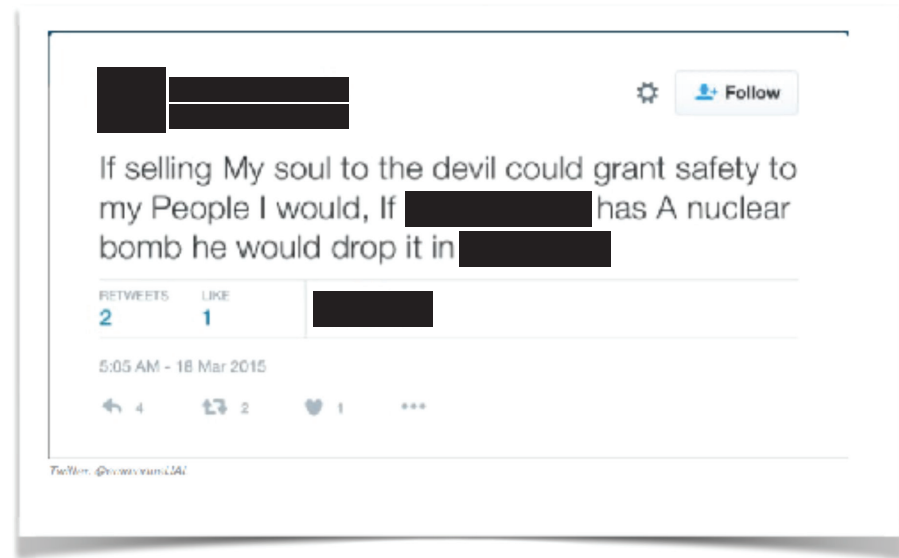 Follow
If selling My soul to the devil could grant safety to
my People I would, If has A nuclear
bomb he would drop it in
RETWEETS LIKE
2 1
5:05 AM - 18 Mar 2015
4 2 1
Twitter: